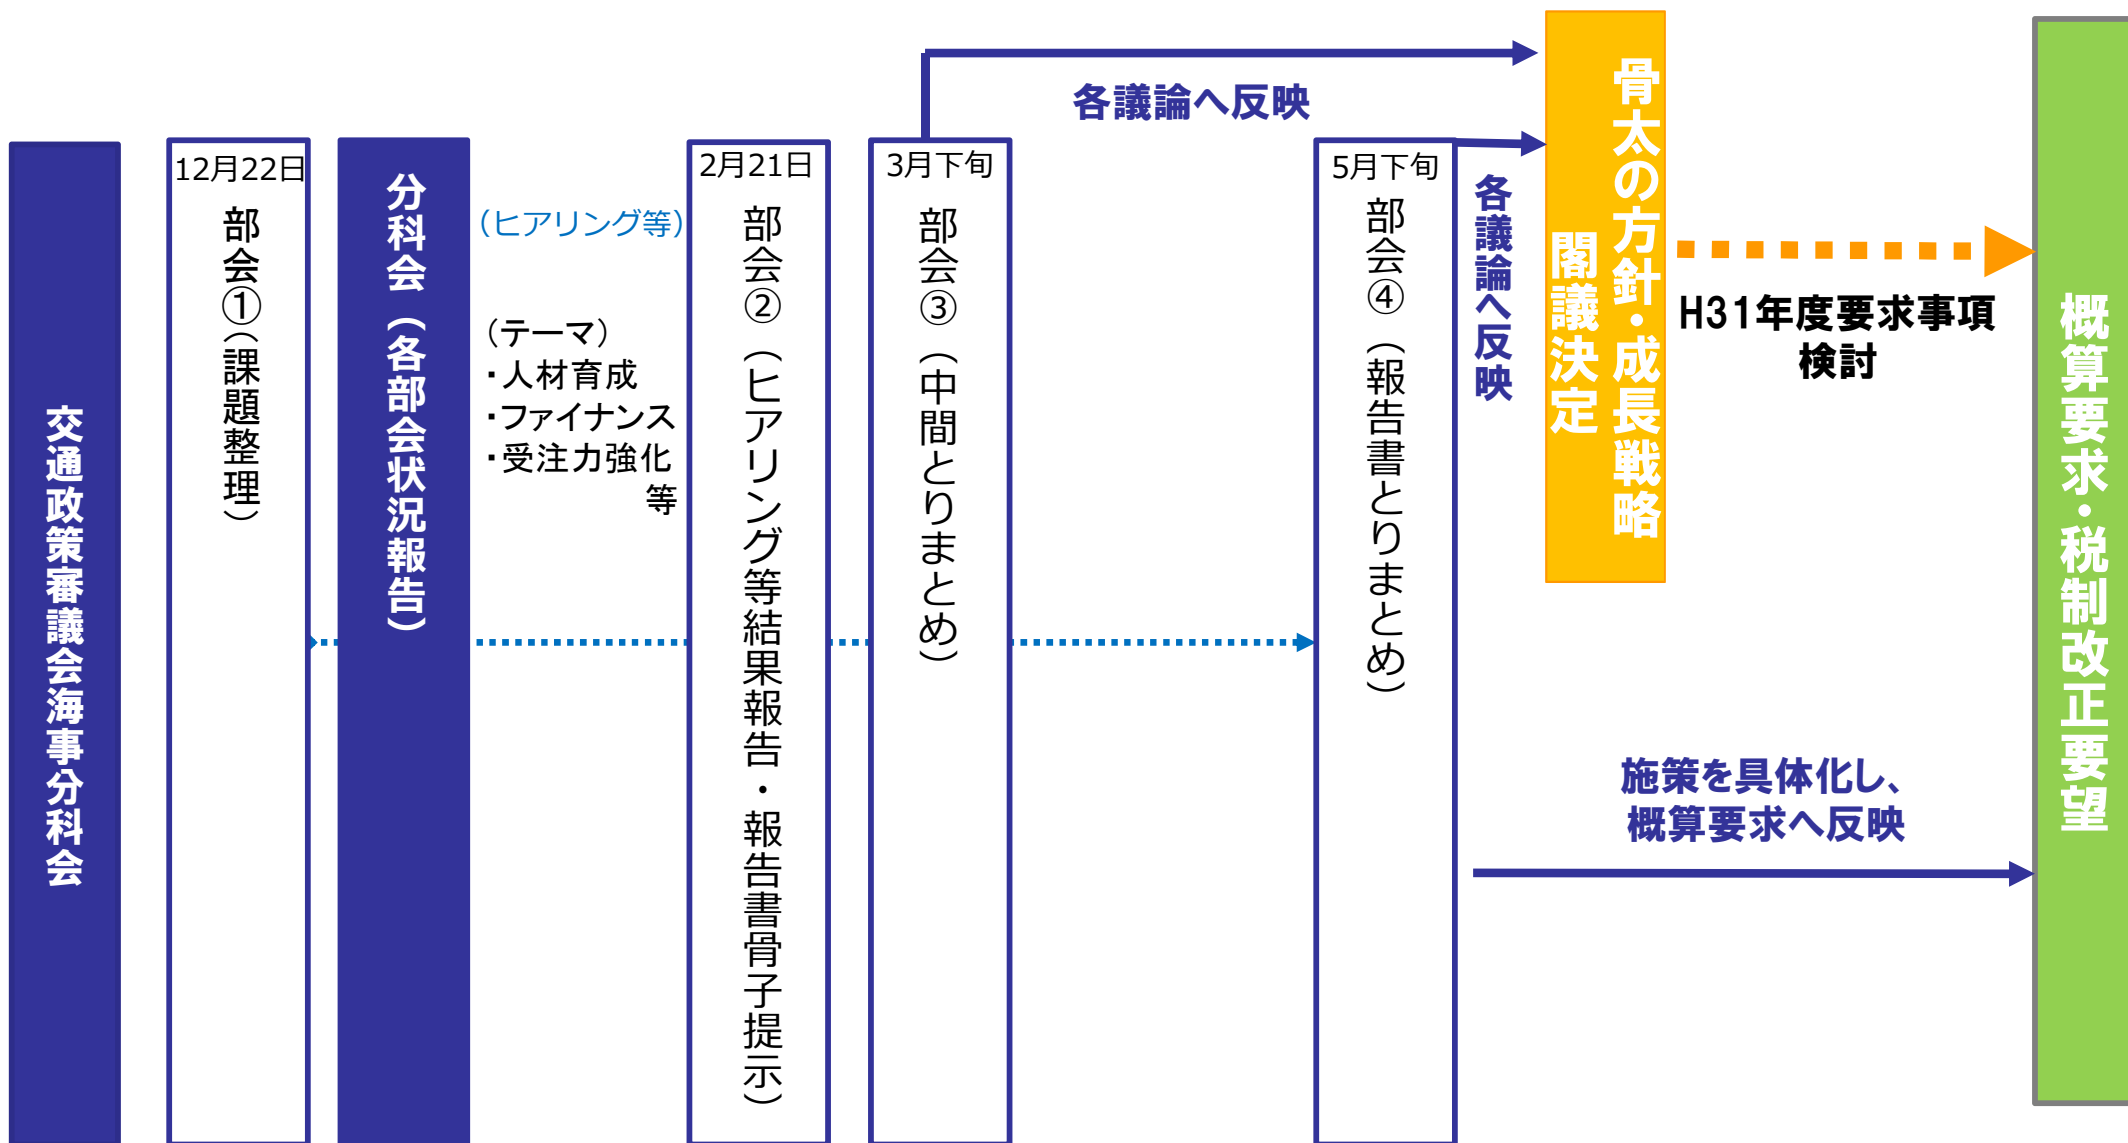 交通政策審議会海事分科会
12月22日
部会①(課題整理)
分科会(各部会状況報告)
(ヒアリング等)
(テーマ)
・人材育成
・ファイナンス
・受注力強化
等
2月21日
部会②(ヒアリング等結果報告・報告書骨子提示)
3月下旬
部会③(中間とりまとめ)
各議論へ反映
5月下旬
部会④(報告書とりまとめ)
各議論へ反映
骨太の方針・成長戦略
閣議決定
H31年度要求事項
検討
施策を具体化し、
概算要求へ反映
概算要求・税制改正要望